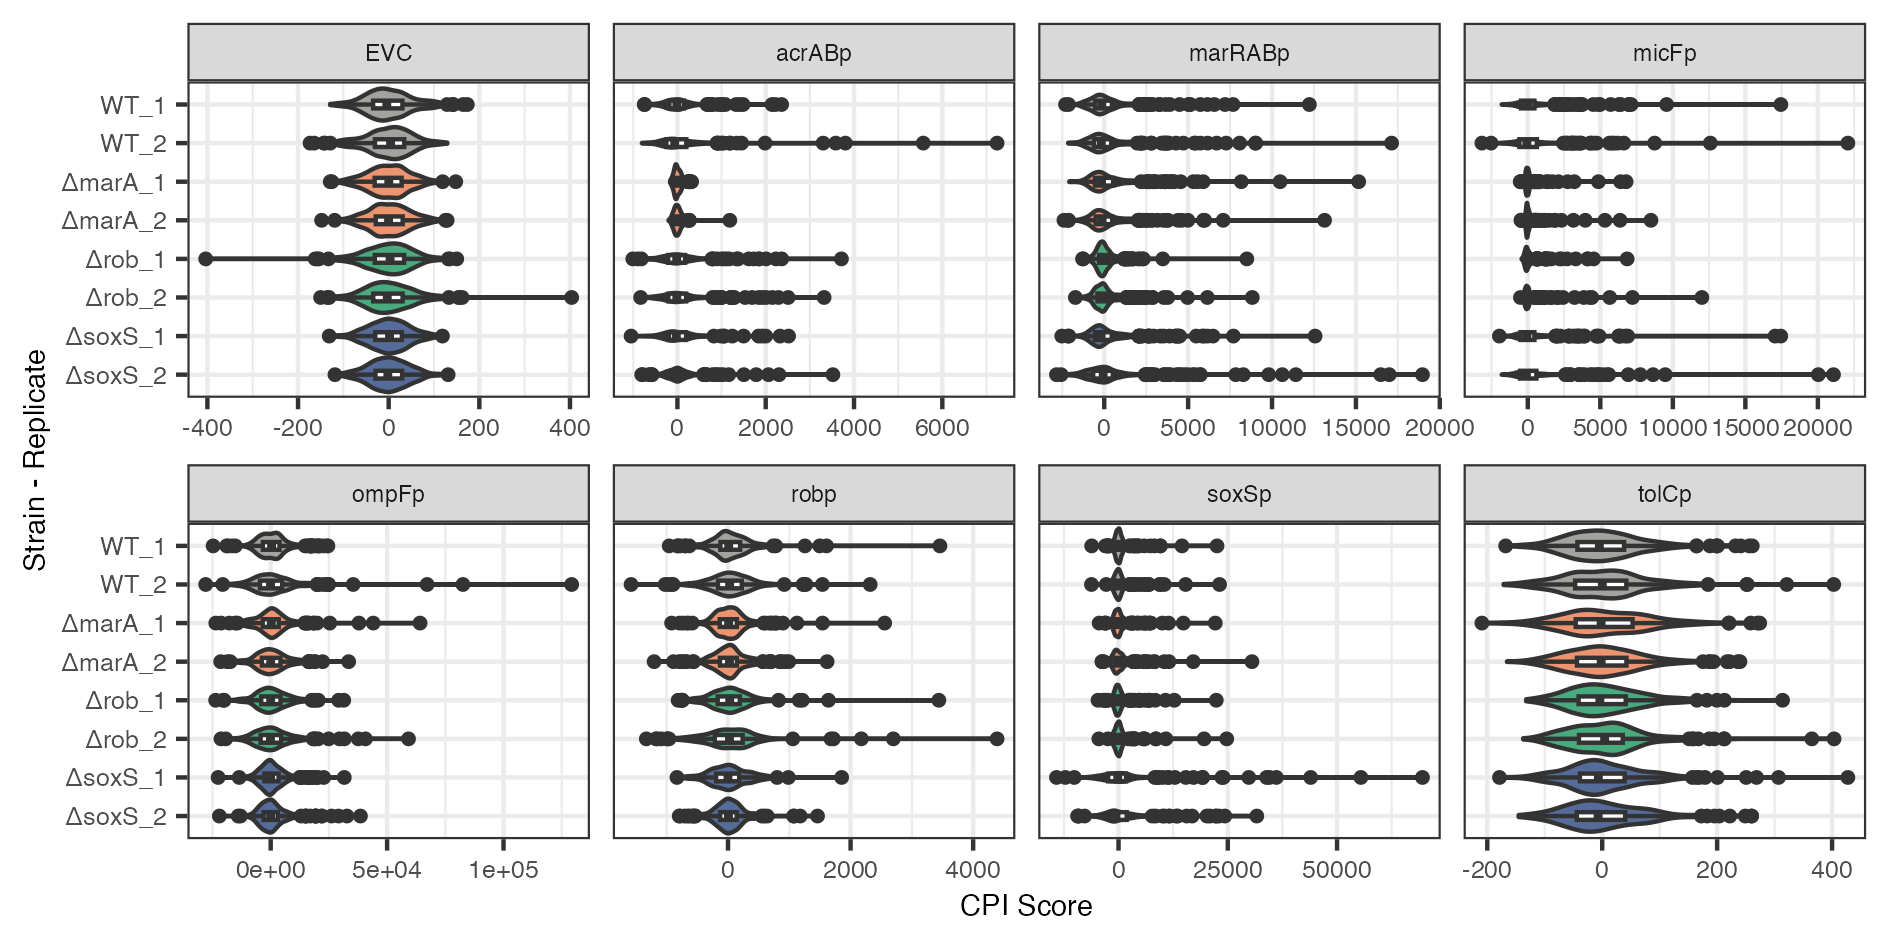 EVC acrABp marRABp micFp
WT_1
WT_2
ΔmarA_1
ΔmarA_2
Δrob_1
Δrob_2
ΔsoxS_1
ΔsoxS_2
-400 -200 0 200 400 0 2000 4000 6000 0 5000 10000 15000 20000 0 5000 10000 15000 20000
Strain - Replicate
ompFp robp soxSp tolCp
WT_1
WT_2
ΔmarA_1
ΔmarA_2
Δrob_1
Δrob_2
ΔsoxS_1
ΔsoxS_2
0e+00 5e+04 1e+05 0 2000 4000 0 25000 50000 -200 0 200 400
CPI Score